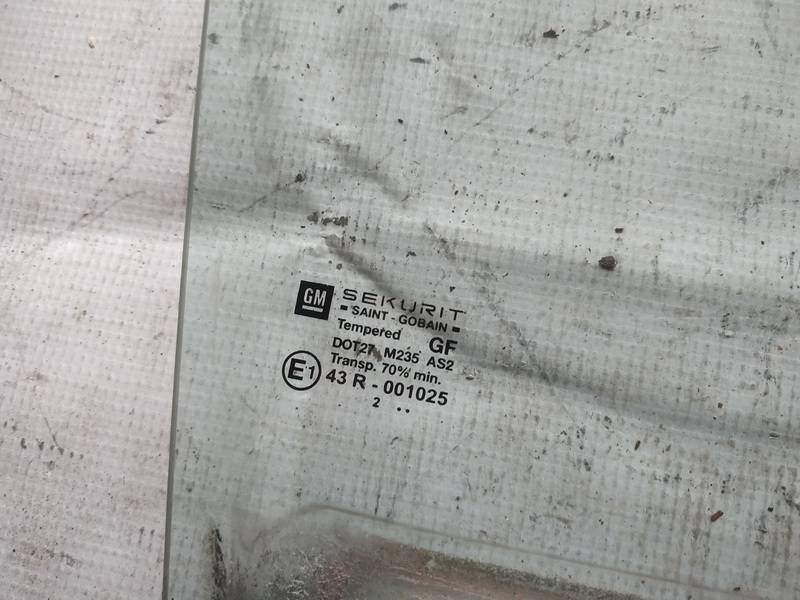 GM SEKURIT
SAINT - GOBAIN
Tempered GF
DOT27 M235 AS2
Transp. 70% min.
E1 43 R - 001025
2 ..